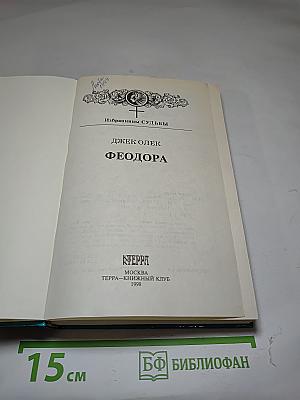 Избранницы СУДЬБЫ
ДЖЕК ОЛЕК
ФЕОДОРА
ТЕРРА
МОСКВА
ТЕРРА—КНИЖНЫЙ КЛУБ
1998
15 см
БФ БИБЛИОФАН